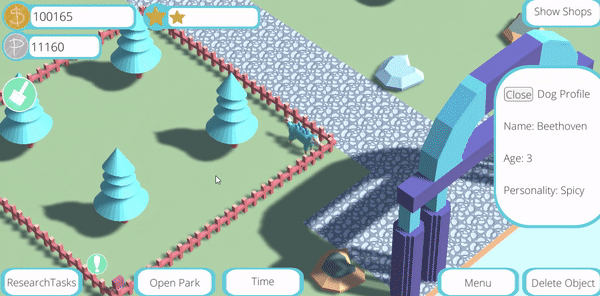 100165
Show Shops
11160
Close Dog Profile
Name: Beethoven
Age: 3
Personality: Spicy
ResearchTasks
Open Park
Time
Menu
Delete Object